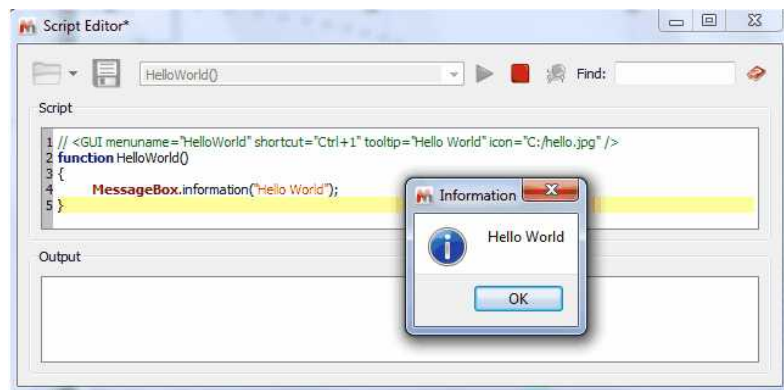 Script Editor*
HelloWorld()
Find:
Script
1 // <GUI menuname="HelloWorld" shortcut="Ctrl+1" tooltip="Hello World" icon="C:/hello.jpg" />
2 function HelloWorld()
3 {
4 MessageBox.information("Hello World");
5 }
Information
Hello World
OK
Output